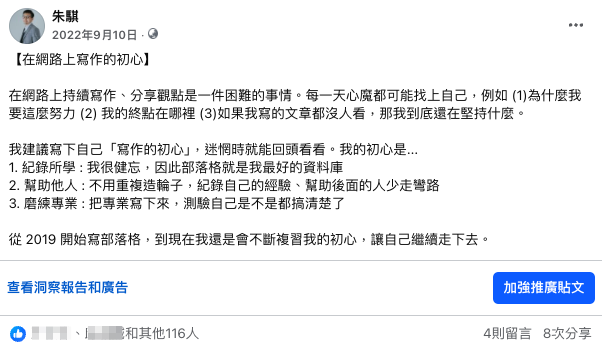 朱騏
2022年9月10日 ·
【在網路上寫作的初心】
在網路上持續寫作、分享觀點是一件困難的事情。每一天心魔都可能找上自己，例如 (1)為什麼我
要這麼努力 (2) 我的終點在哪裡 (3)如果我寫的文章都沒人看，那我到底還在堅持什麼。
我建議寫下自己「寫作的初心」，迷惘時就能回頭看看。我的初心是...
1. 紀錄所學 : 我很健忘，因此部落格就是我最好的資料庫
2. 幫助他人 : 不用重複造輪子，紀錄自己的經驗、幫助後面的人少走彎路
3. 磨練專業 : 把專業寫下來，測驗自己是不是都搞清楚了
從 2019 開始寫部落格，到現在我還是會不斷複習我的初心，讓自己繼續走下去。
查看洞察報告和廣告
加強推廣貼文
、和其他116人
4則留言 8次分享